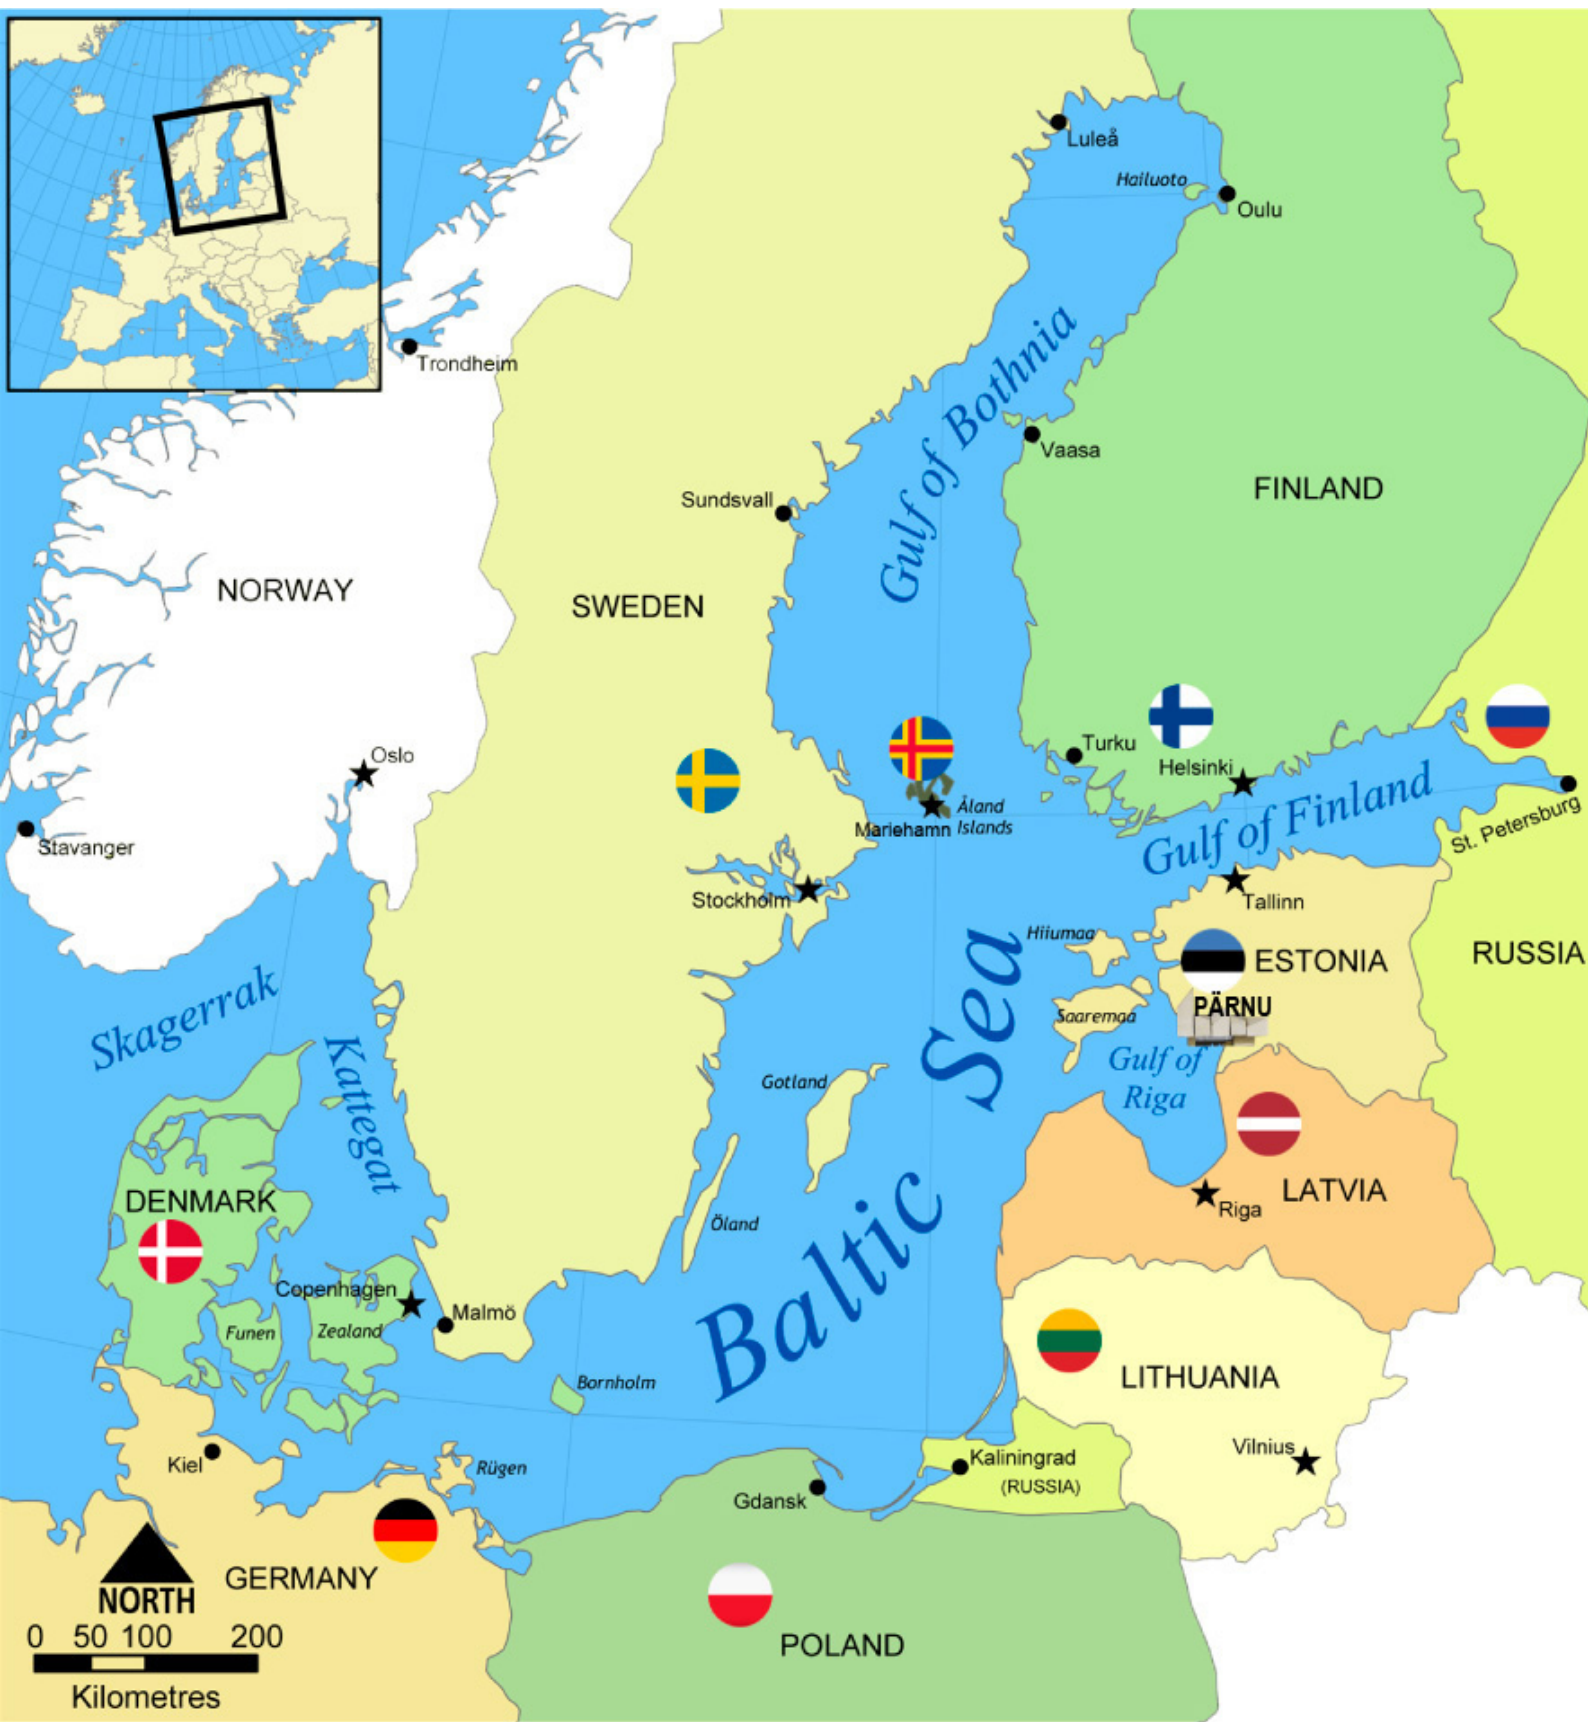 Luleå
Hailuoto
Oulu
Trondheim
Gulf of Bothnia
Vaasa
Sundsvall
FINLAND
NORWAY
SWEDEN
Oslo
Turku
Helsinki
Åland
Islands
Mariehamn
Gulf of Finland
St. Petersburg
Stavanger
Stockholm
Tallinn
Hiiumaa
ESTONIA
RUSSIA
PÄRNU
Saaremaa
Skagerrak
Kattegat
Gotland
Gulf of
Riga
Baltic Sea
DENMARK
Öland
LATVIA
Riga
Copenhagen
Malmö
Funen
Zealand
Bornholm
LITHUANIA
Vilnius
Kiel
Rügen
Kaliningrad
(RUSSIA)
Gdansk
GERMANY
NORTH
POLAND
0 50 100 200
Kilometres